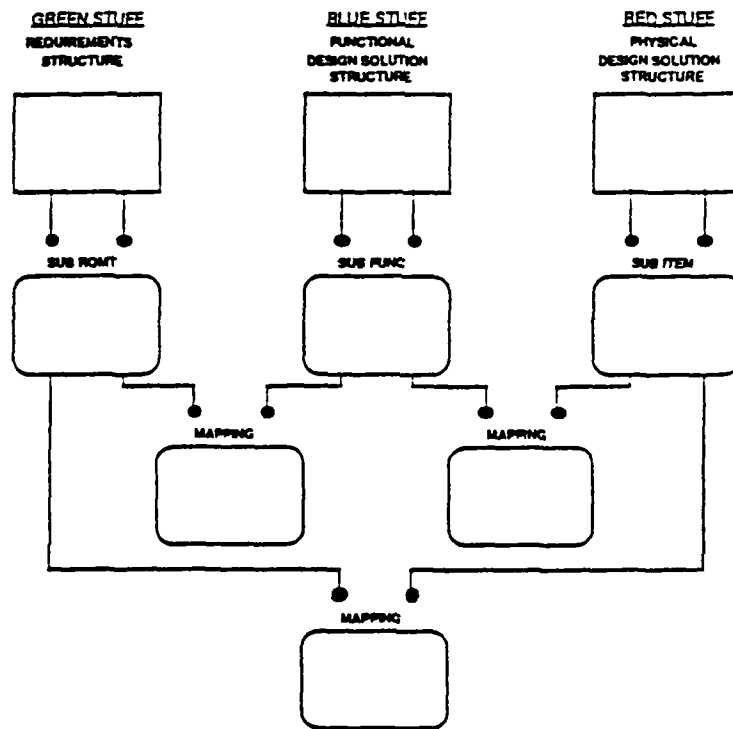 GREEN STUFF
REQUIREMENTS
STRUCTURE
BLUE STUFF
FUNCTIONAL
DESIGN SOLUTION
STRUCTURE
RED STUFF
PHYSICAL
DESIGN SOLUTION
STRUCTURE
SUB RQMT
SUB FUNC
SUB ITEM
MAPPING
MAPPING
MAPPING